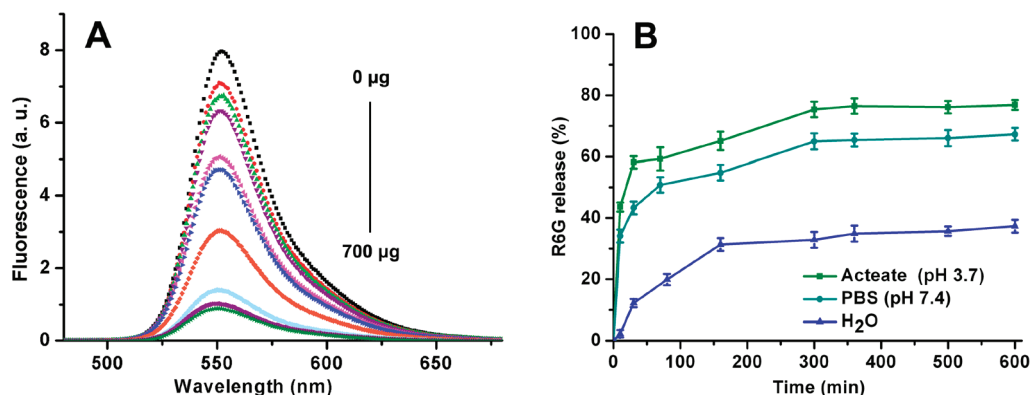 A
8
6
4
2
0
Fluorescence (a. u.)
0 µg
700 µg
500
550
600
650
Wavelength (nm)
B
100
80
60
40
20
0
R6G release (%)
Acteate (pH 3.7)
PBS (pH 7.4)
H₂O
0
100
200
300
400
500
600
Time (min)